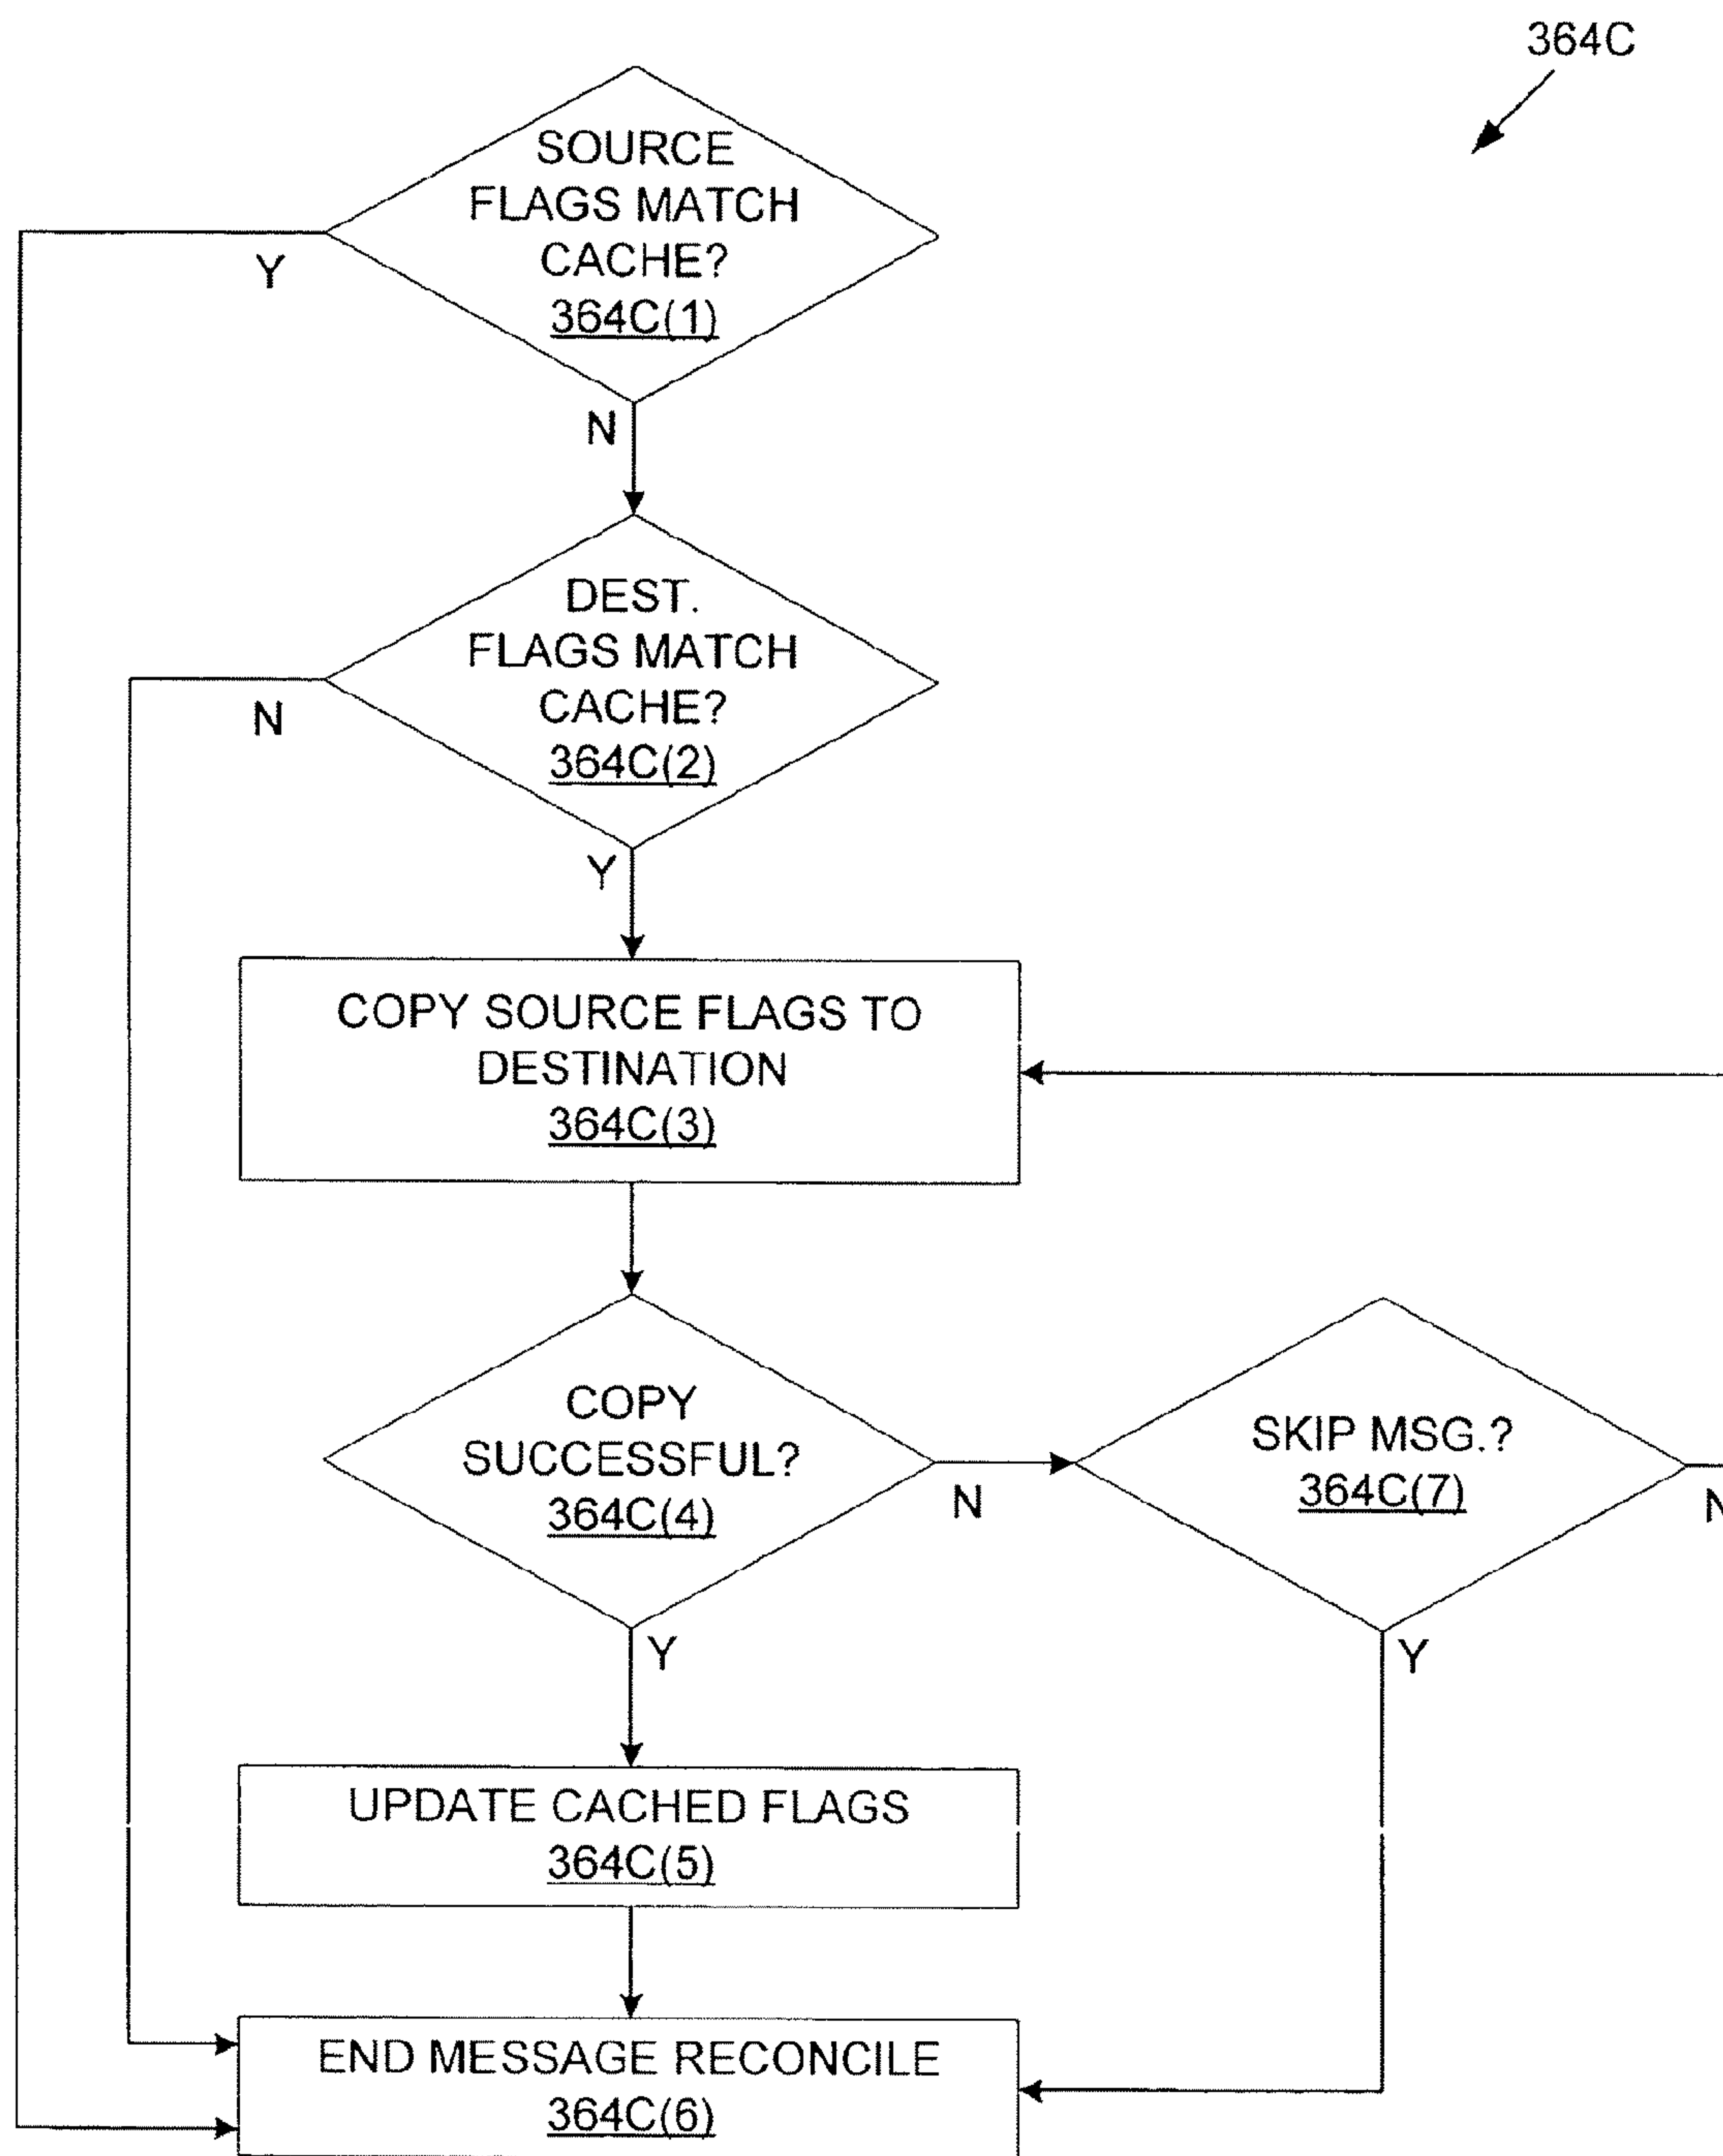 364C
SOURCE
FLAGS MATCH
CACHE?
364C(1)
Y
N
DEST.
FLAGS MATCH
CACHE?
364C(2)
N
Y
COPY SOURCE FLAGS TO
DESTINATION
364C(3)
COPY
SUCCESSFUL?
364C(4)
N
SKIP MSG.?
364C(7)
N
Y
Y
UPDATE CACHED FLAGS
364C(5)
END MESSAGE RECONCILE
364C(6)